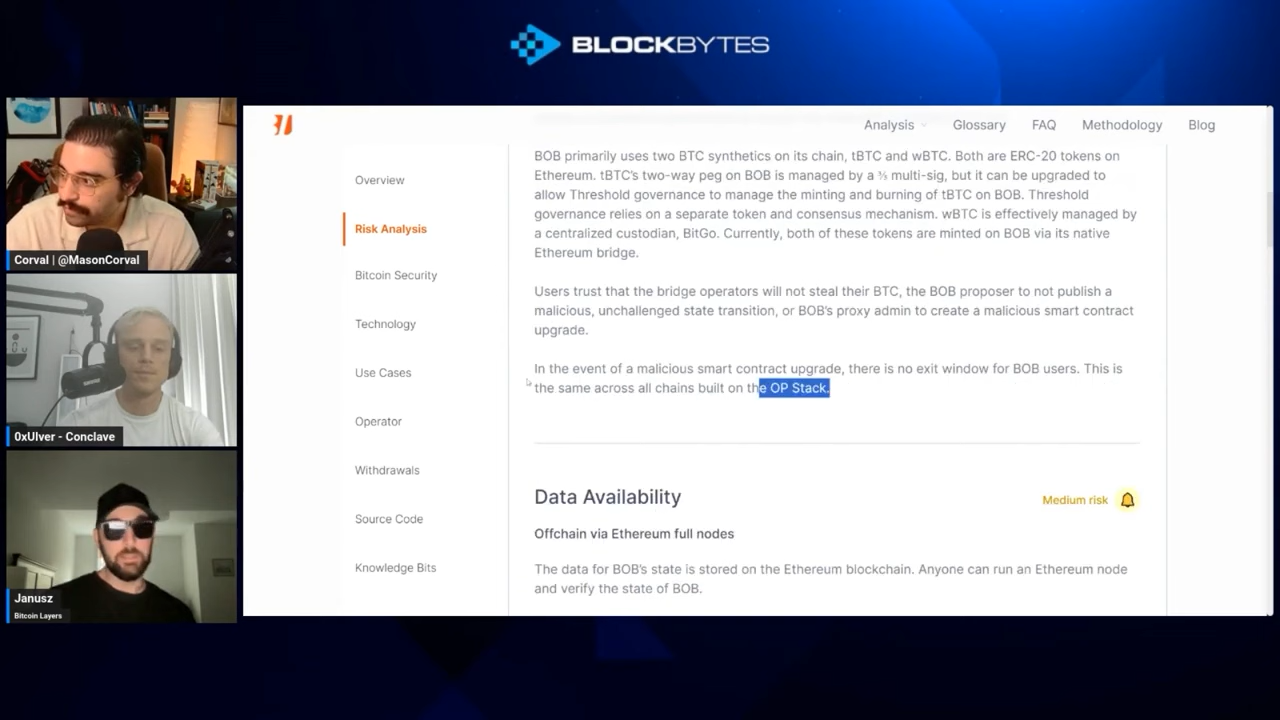 BLOCKBYTES
Analysis
Glossary
FAQ
Methodology
Blog
Overview
Risk Analysis
Bitcoin Security
Technology
Use Cases
Operator
Withdrawals
Source Code
Knowledge Bits
BOB primarily uses two BTC synthetics on its chain, tBTC and wBTC. Both are ERC-20 tokens on
Ethereum. tBTC's two-way peg on BOB is managed by a ⅗ multi-sig, but it can be upgraded to
allow Threshold governance to manage the minting and burning of tBTC on BOB. Threshold
governance relies on a separate token and consensus mechanism. wBTC is effectively managed by
a centralized custodian, BitGo. Currently, both of these tokens are minted on BOB via its native
Ethereum bridge.
Users trust that the bridge operators will not steal their BTC, the BOB proposer to not publish a
malicious, unchallenged state transition, or BOB's proxy admin to create a malicious smart contract
upgrade.
In the event of a malicious smart contract upgrade, there is no exit window for BOB users. This is
the same across all chains built on the OP Stack.
Data Availability
Medium risk
Offchain via Ethereum full nodes
The data for BOB's state is stored on the Ethereum blockchain. Anyone can run an Ethereum node
and verify the state of BOB.
Corval | @MasonCorval
0xUlver - Conclave
Janusz
Bitcoin Layers